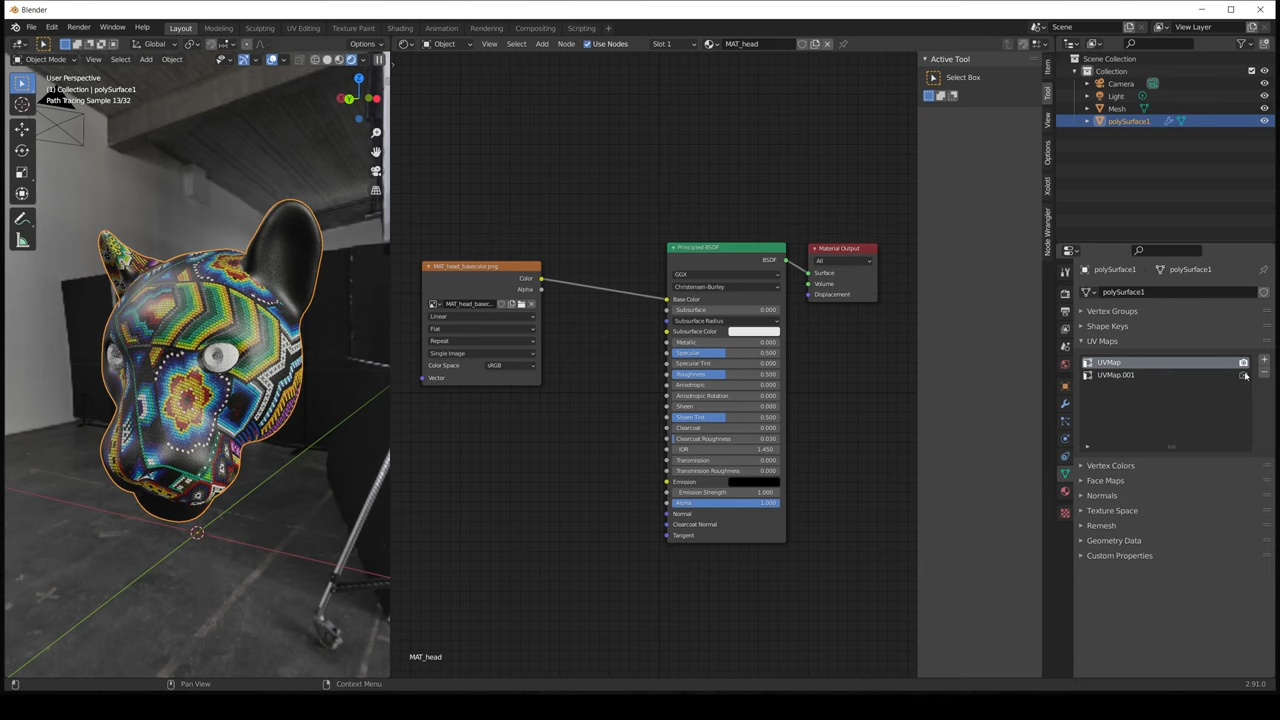 Blender
File Edit Render Window Help Layout Modeling Sculpting UV Editing Texture Paint Shading Animation Rendering Compositing Scripting + Scene View Layer
Global Options Object View Select Add Node Use Nodes Slot 1 MAT_head
Object Mode View Select Add Object
User Perspective
(1) Collection | polySurface1
Path Tracing Sample 13/32
Z
Y
Active Tool
Select Box
Item
Tool
View
Options
Xolotl
Node Wrangler
Scene Collection
Collection
Camera
Light
Mesh
polySurface1
MAT_head_basecolor.png
Color
Alpha
MAT_head_basec...
Linear
Flat
Repeat
Single Image
Color Space sRGB
Vector
Principled BSDF
BSDF
GGX
Christensen-Burley
Base Color
Subsurface 0.000
Subsurface Radius
Subsurface Color
Metallic 0.000
Specular 0.500
Specular Tint 0.000
Roughness 0.500
Anisotropic 0.000
Anisotropic Rotation 0.000
Sheen 0.000
Sheen Tint 0.500
Clearcoat 0.000
Clearcoat Roughness 0.030
IOR 1.450
Transmission 0.000
Transmission Roughness 0.000
Emission
Emission Strength 1.000
Alpha 1.000
Normal
Clearcoat Normal
Tangent
Material Output
All
Surface
Volume
Displacement
MAT_head
polySurface1 polySurface1
polySurface1
Vertex Groups
Shape Keys
UV Maps
UVMap
UVMap.001
Vertex Colors
Face Maps
Normals
Texture Space
Remesh
Geometry Data
Custom Properties
Pan View Context Menu 2.91.0